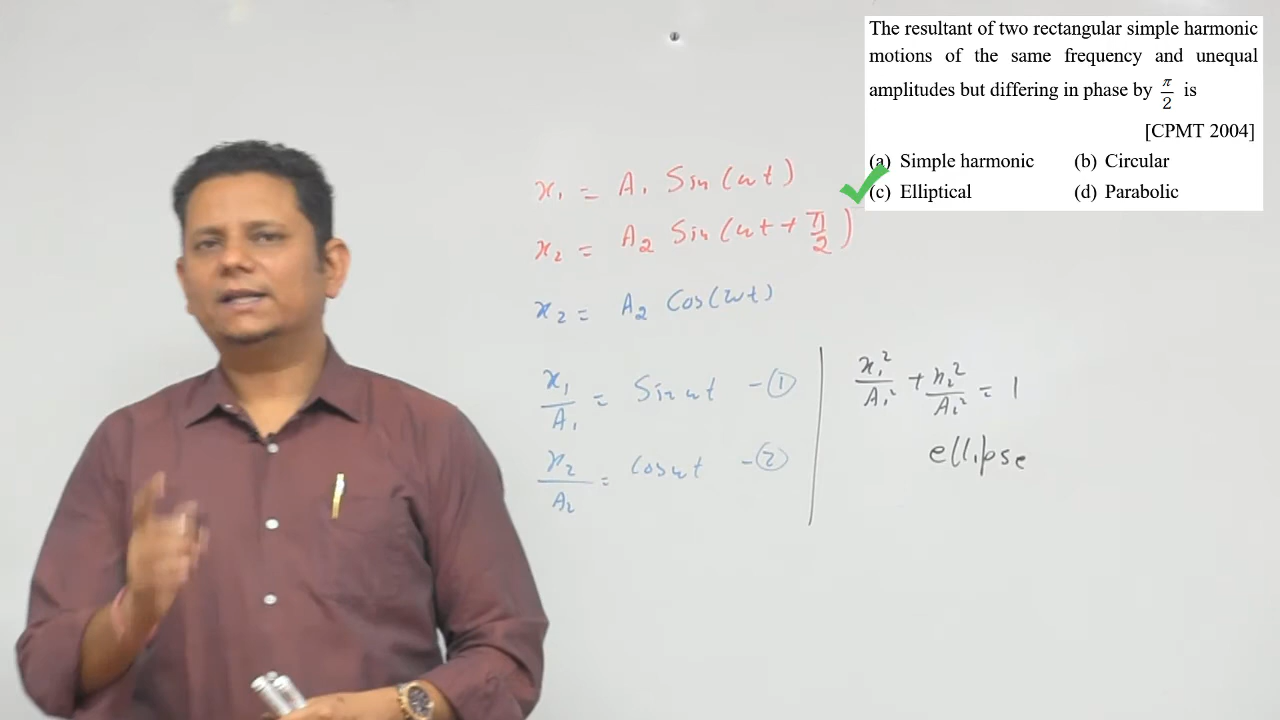 The resultant of two rectangular simple harmonic
motions of the same frequency and unequal
amplitudes but differing in phase by π/2 is
[CPMT 2004]
(a) Simple harmonic (b) Circular
(c) Elliptical (d) Parabolic
x₁ = A₁ Sin (ωt)
x₂ = A₂ Sin (ωt + π/2)
x₂ = A₂ Cos (ωt)
x₁/A₁ = Sin ωt - ①
x₂/A₂ = cos ωt - ②
x₁²/A₁² + x₂²/A₂² = 1
ellipse